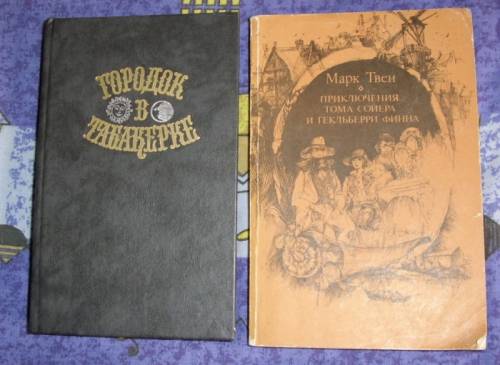 ГОРОДОК
В
ТАБАКЕРКЕ
Марк Твен
ПРИКЛЮЧЕНИЯ
ТОМА СОЙЕРА
И ГЕКЛЬБЕРРИ ФИННА